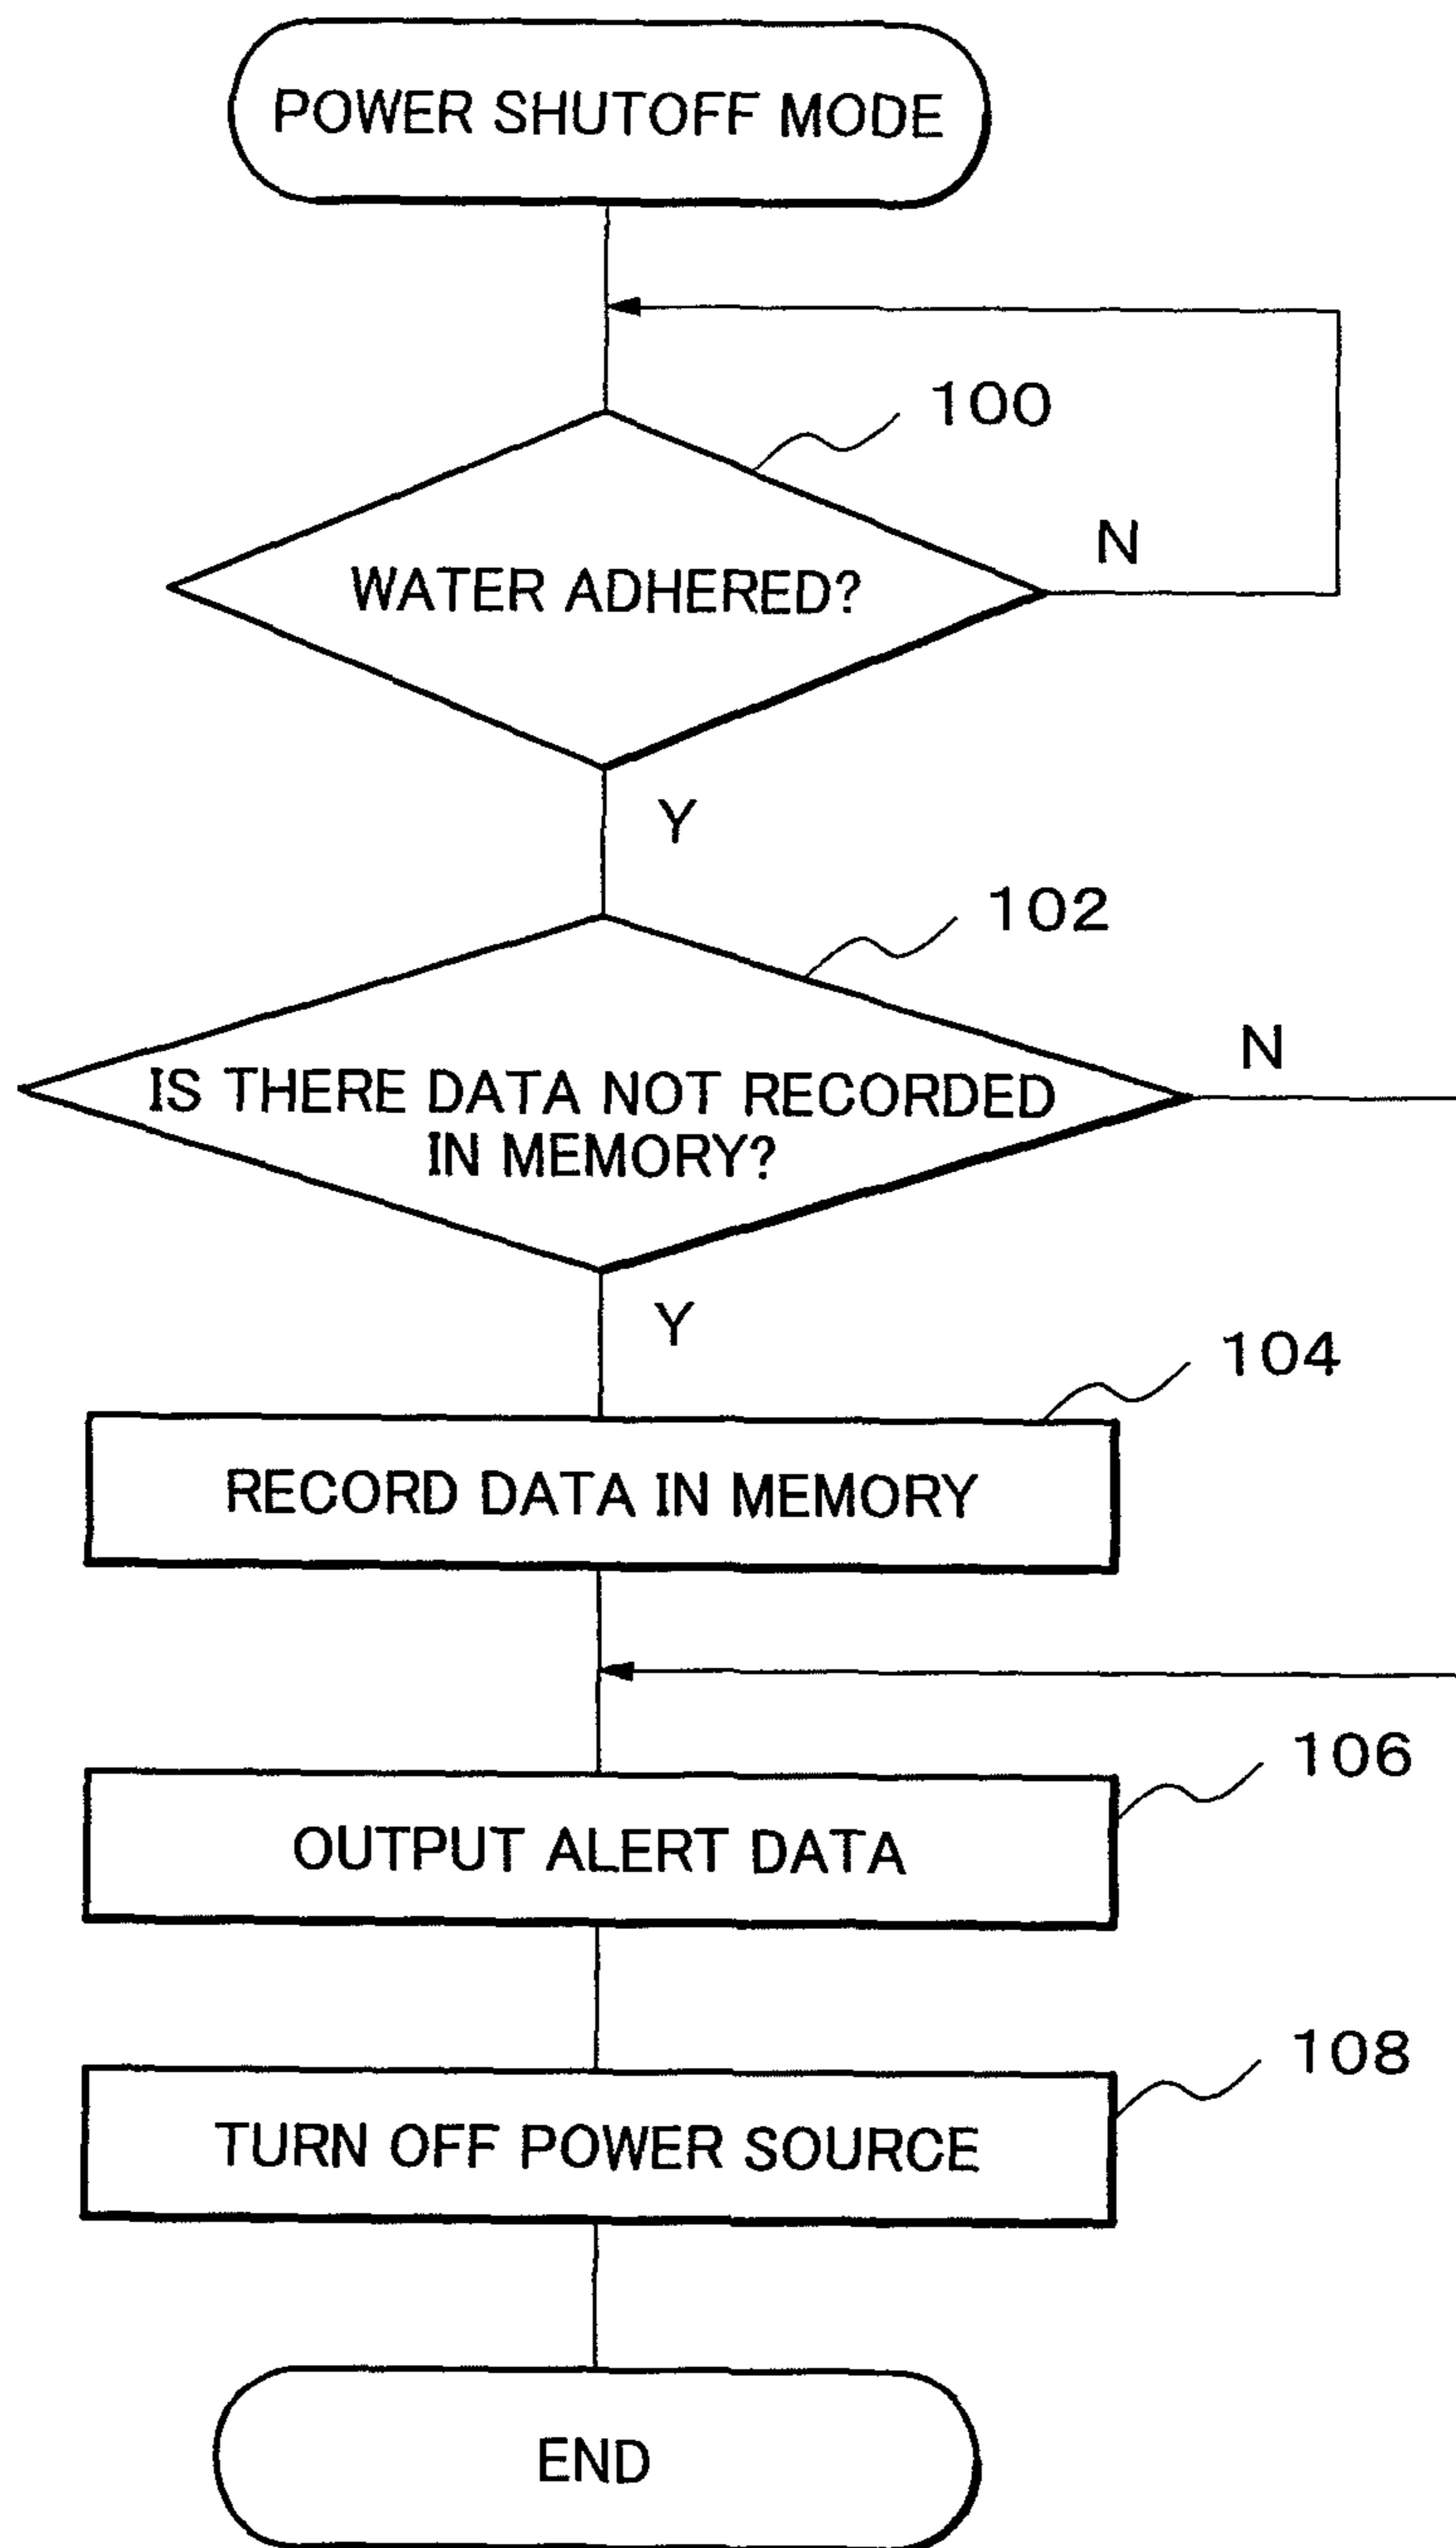 POWER SHUTOFF MODE
100
WATER ADHERED?
N
Y
102
IS THERE DATA NOT RECORDED
IN MEMORY?
N
Y
104
RECORD DATA IN MEMORY
106
OUTPUT ALERT DATA
108
TURN OFF POWER SOURCE
END